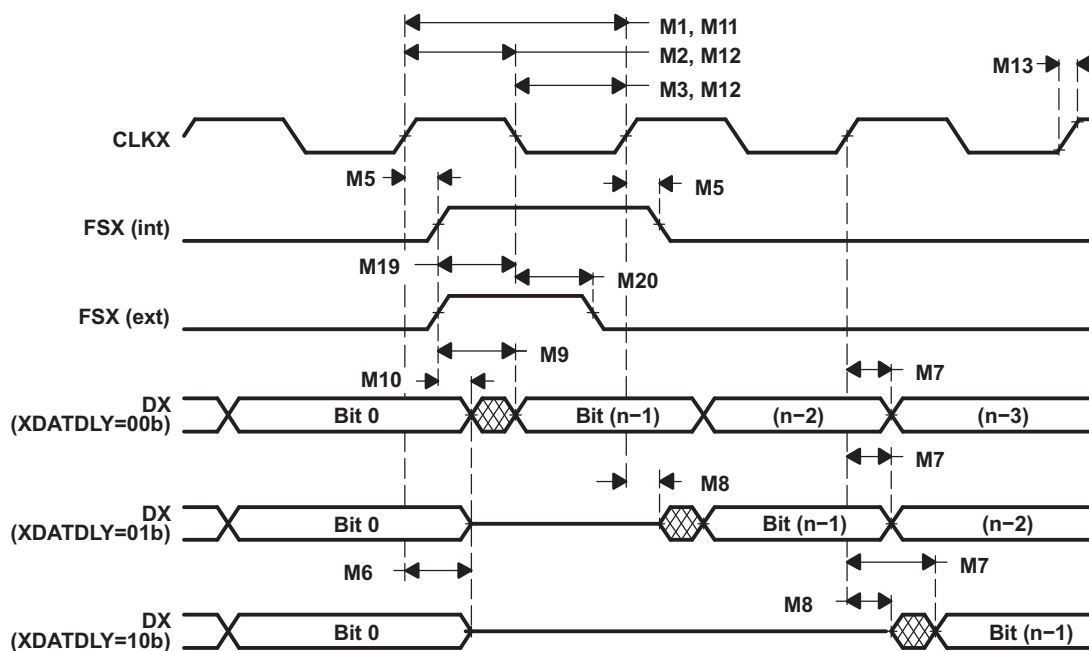 M1, M11
M2, M12
M13
M3, M12
CLKX
M5
M5
FSX (int)
M19
M20
FSX (ext)
M9
M10
M7
DX
(XDATDLY=00b)
Bit 0
Bit (n−1)
(n−2)
(n−3)
M7
M8
DX
(XDATDLY=01b)
Bit 0
Bit (n−1)
(n−2)
M6
M7
M8
DX
(XDATDLY=10b)
Bit 0
Bit (n−1)